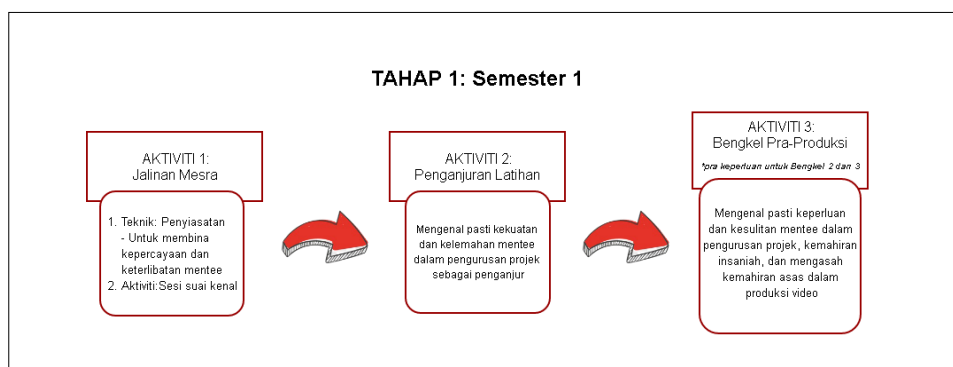 TAHAP 1: Semester 1
AKTIVITI 1:
Jalinan Mesra
1. Teknik: Penyiasatan
- Untuk membina
kepercayaan dan
keterlibatan mentee
2. Aktiviti:Sesi suai kenal
AKTIVITI 2:
Penganjuran Latihan
Mengenal pasti kekuatan
dan kelemahan mentee
dalam pengurusan projek
sebagai penganjur
AKTIVITI 3:
Bengkel Pra-Produksi
*pra keperluan untuk Bengkel 2 dan 3
Mengenal pasti keperluan
dan kesulitan mentee dalam
pengurusan projek, kemahiran
insaniah, dan mengasah
kemahiran asas dalam
produksi video